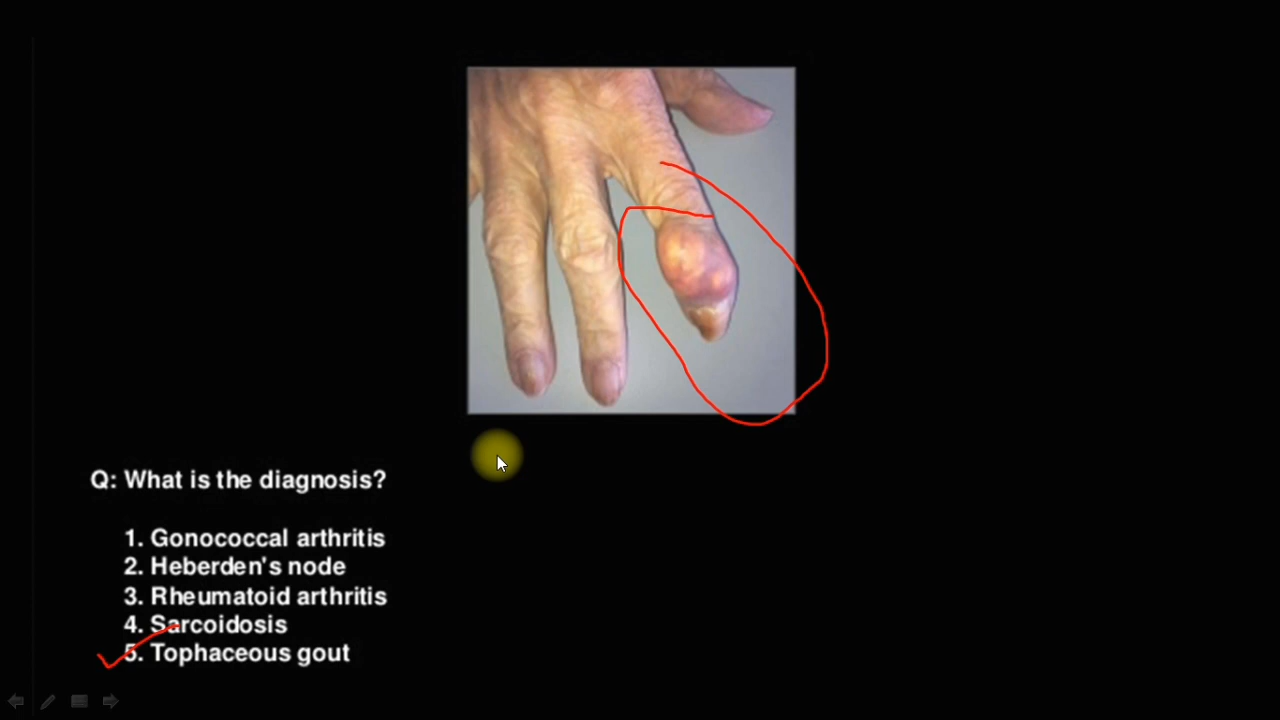 Q: What is the diagnosis?
1. Gonococcal arthritis
2. Heberden's node
3. Rheumatoid arthritis
4. Sarcoidosis
5. Tophaceous gout